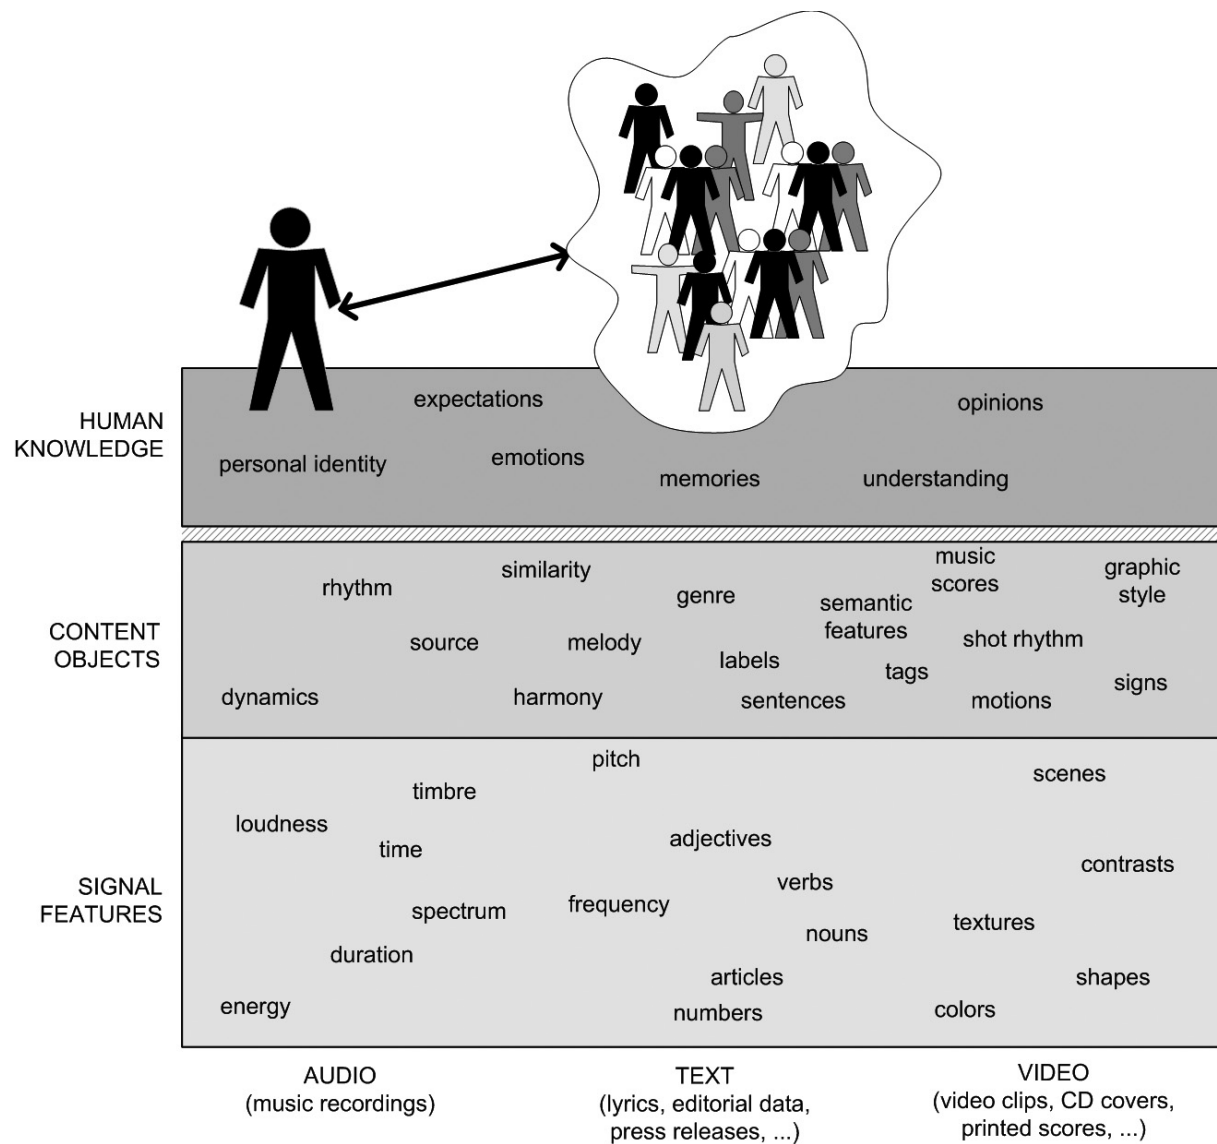 HUMAN
KNOWLEDGE
expectations
opinions
personal identity
emotions
memories
understanding
CONTENT
OBJECTS
rhythm
similarity
genre
semantic
features
music
scores
graphic
style
source
melody
labels
tags
shot rhythm
signs
dynamics
harmony
sentences
motions
SIGNAL
FEATURES
pitch
timbre
scenes
loudness
time
adjectives
contrasts
verbs
spectrum
frequency
nouns
textures
duration
articles
shapes
energy
numbers
colors
AUDIO
(music recordings)
TEXT
(lyrics, editorial data,
press releases, ...)
VIDEO
(video clips, CD covers,
printed scores, ...)